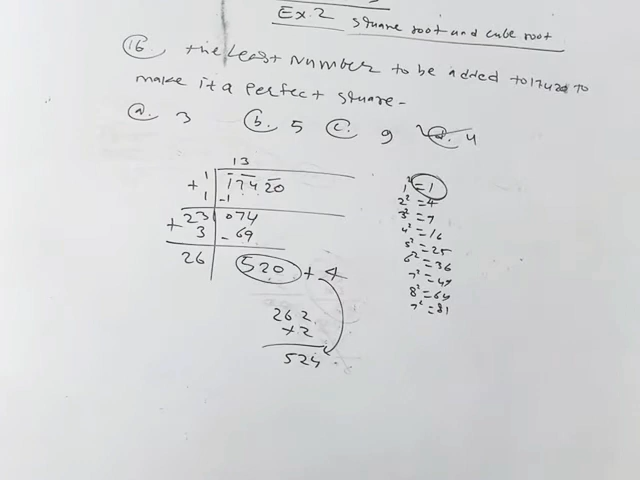 Ex.2 square root and cube root
16. the Least Number to be added to 17420 to
make it a perfect square-
a. 3 b. 5 c. 9 d. 4
13
1 17420
+1 -1
23 074
+3 -69
26 520 + 4
262
×2
524
1² = 1
2² = 4
3² = 9
4² = 16
5² = 25
6² = 36
7² = 49
8² = 64
9² = 81